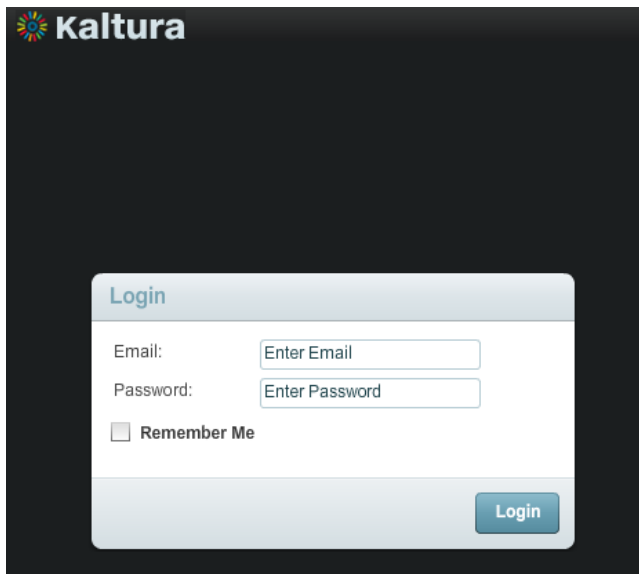 Kaltura
Login
Email: Enter Email
Password: Enter Password
Remember Me
Login